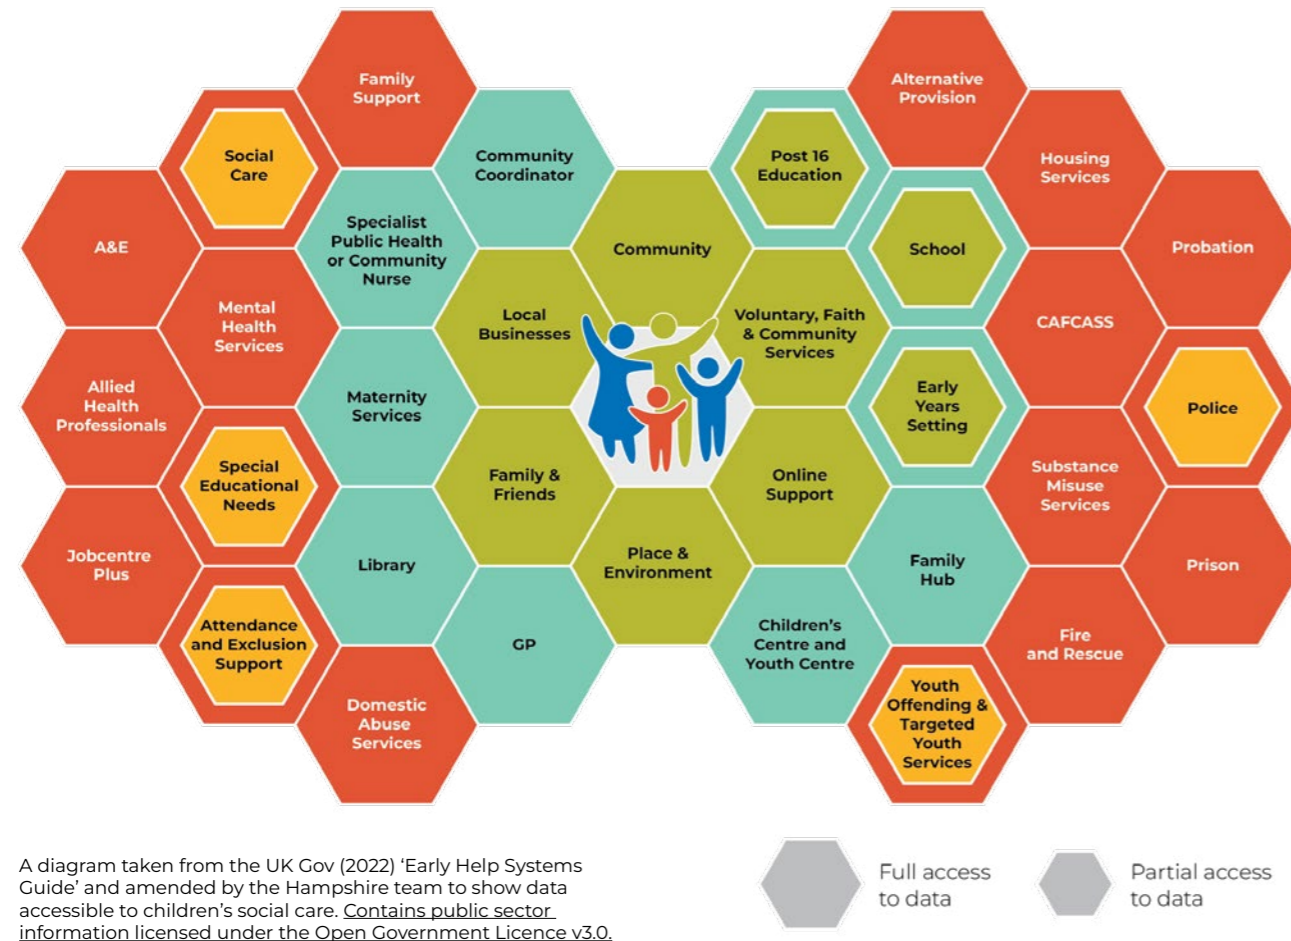 Family
Support
Alternative
Provision
Social
Care
Community
Coordinator
Post 16
Education
Housing
Services
A&E
Specialist
Public Health
or Community
Nurse
Community
School
Probation
Mental
Health
Services
Local
Businesses
Voluntary, Faith
& Community
Services
CAFCASS
Allied
Health
Professionals
Maternity
Services
Early
Years
Setting
Police
Special
Educational
Needs
Family &
Friends
Online
Support
Substance
Misuse
Services
Jobcentre
Plus
Library
Place &
Environment
Family
Hub
Prison
Attendance
and Exclusion
Support
GP
Children's
Centre and
Youth Centre
Fire
and Rescue
Domestic
Abuse
Services
Youth
Offending &
Targeted
Youth
Services
A diagram taken from the UK Gov (2022) ‘Early Help Systems
Guide’ and amended by the Hampshire team to show data
accessible to children’s social care. Contains public sector
information licensed under the Open Government Licence v3.0.
Full access
to data
Partial access
to data